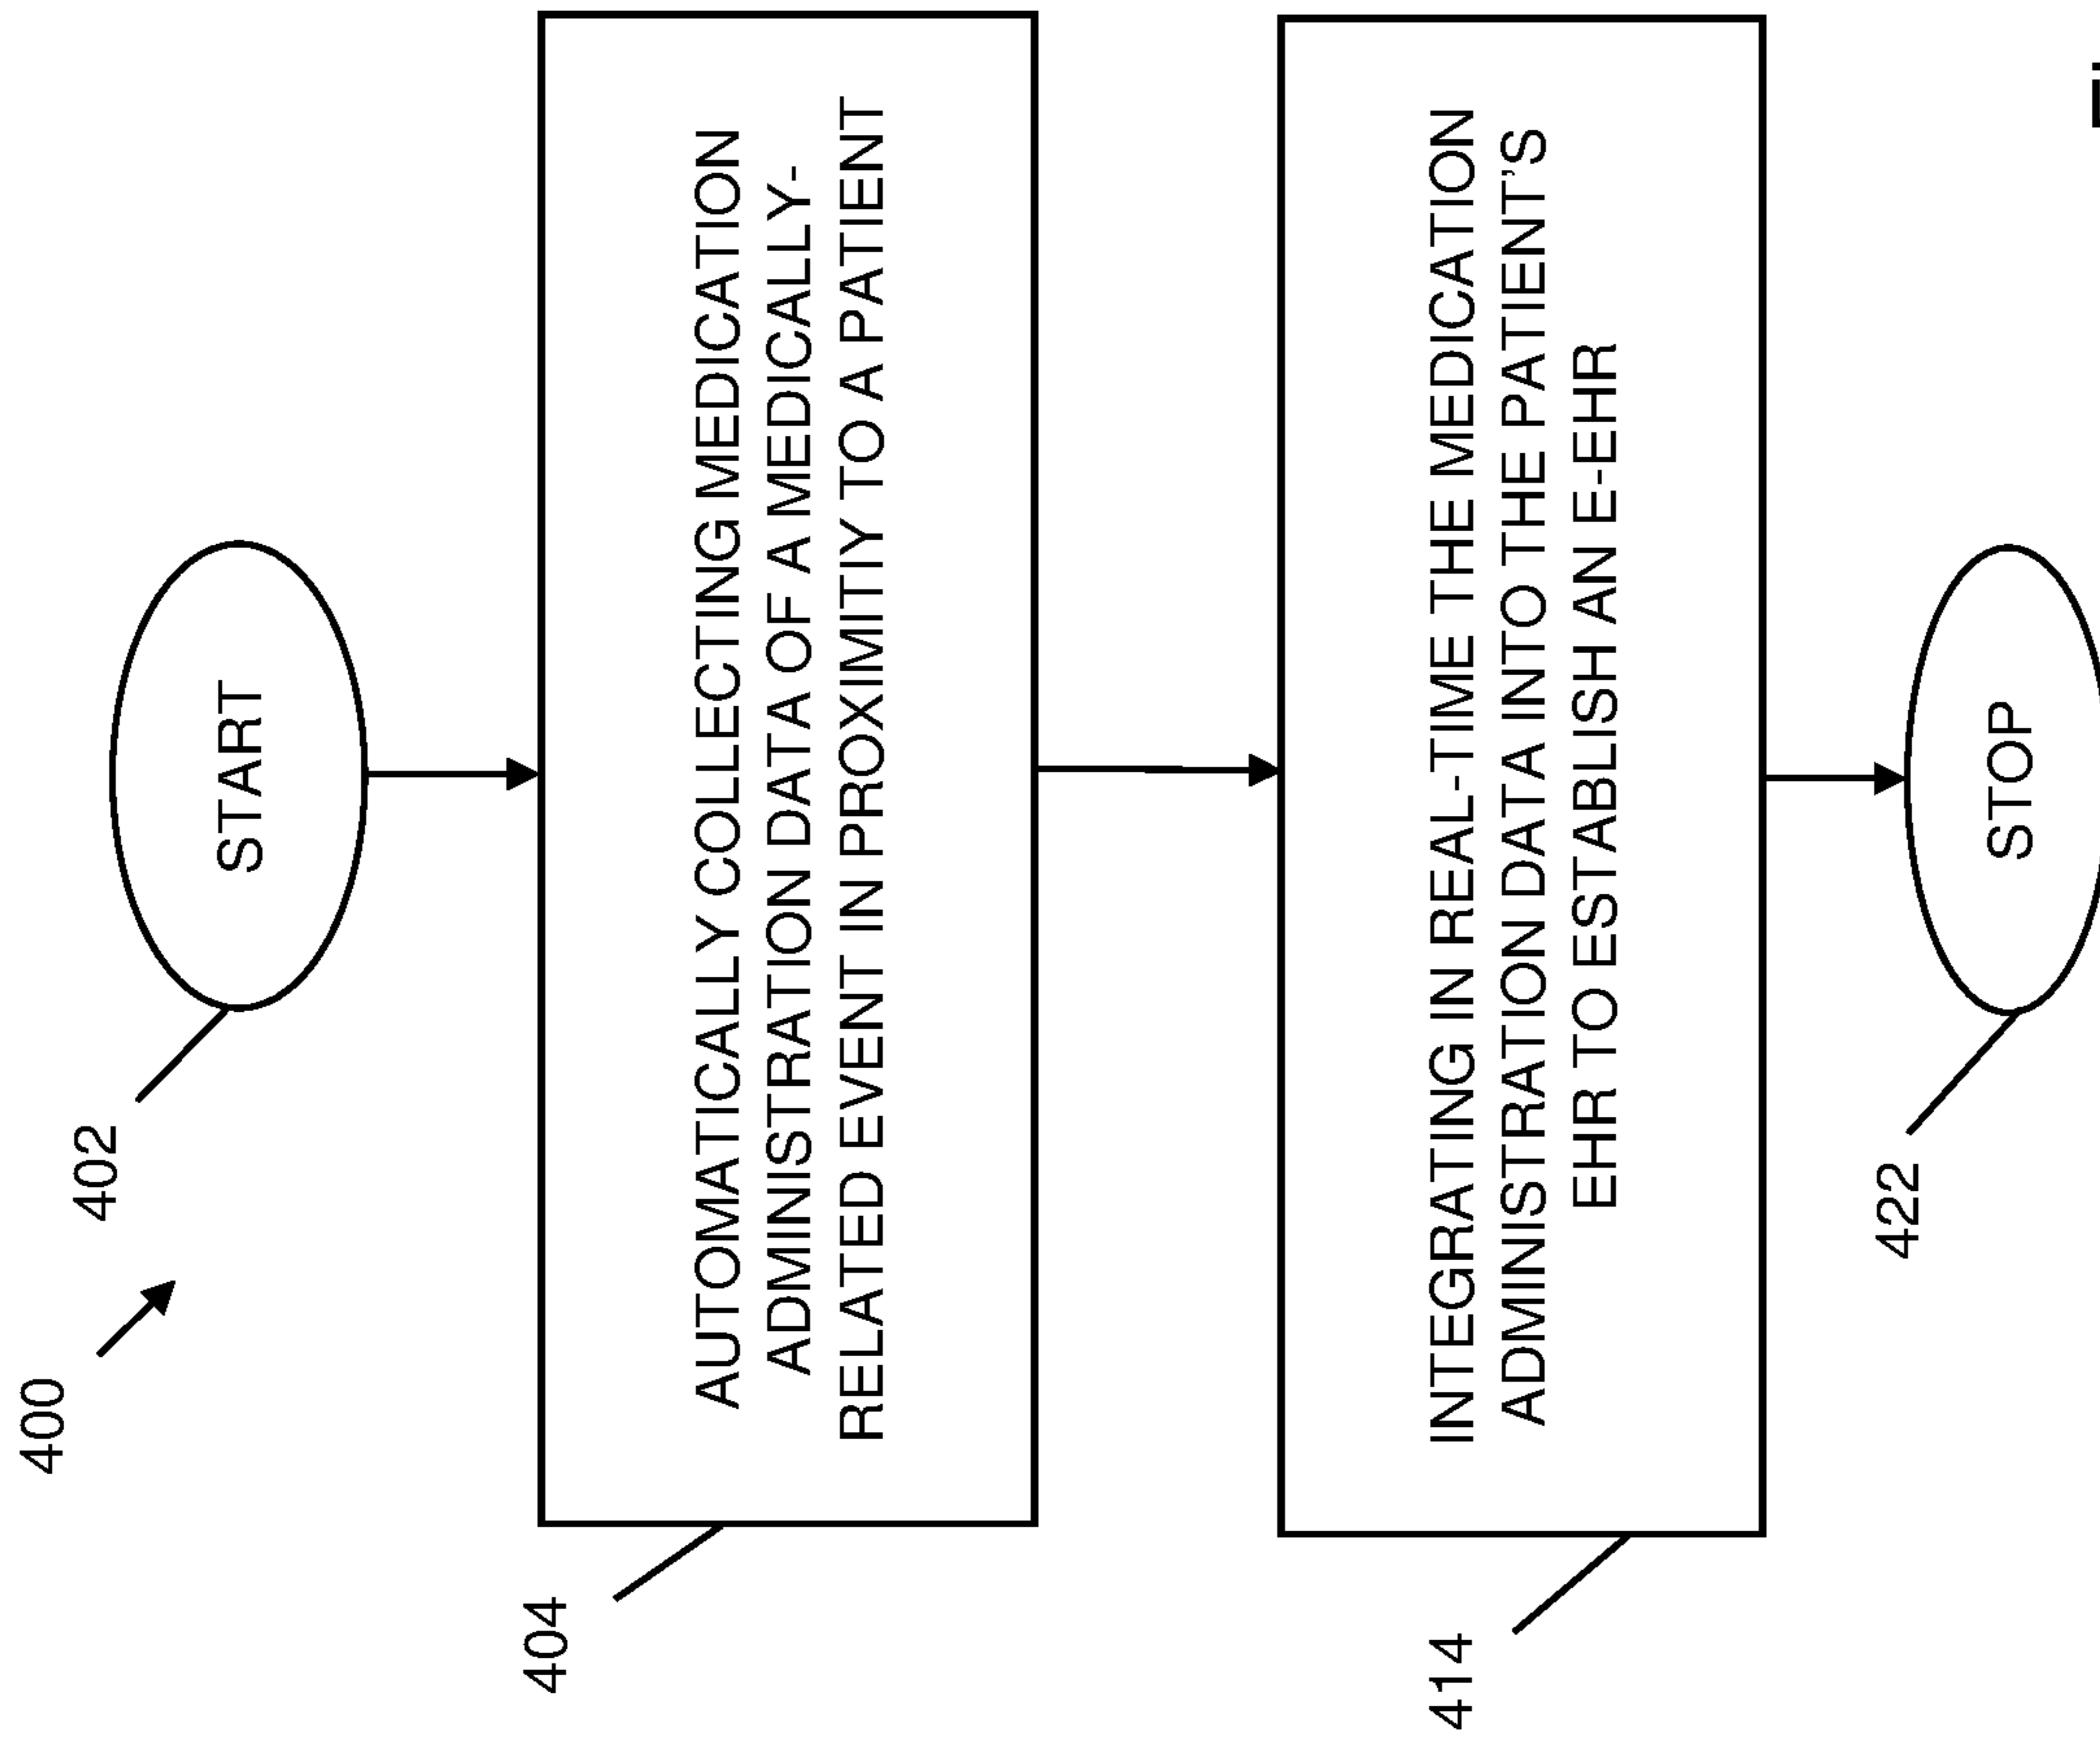 400
402
START
404
AUTOMATICALLY COLLECTING MEDICATION
ADMINISTRATION DATA OF A MEDICALLY-
RELATED EVENT IN PROXIMITIY TO A PATIENT
414
INTEGRATING IN REAL-TIME THE MEDICATION
ADMINISTRATION DATA INTO THE PATIENT'S
EHR TO ESTABLISH AN E-EHR
422
STOP